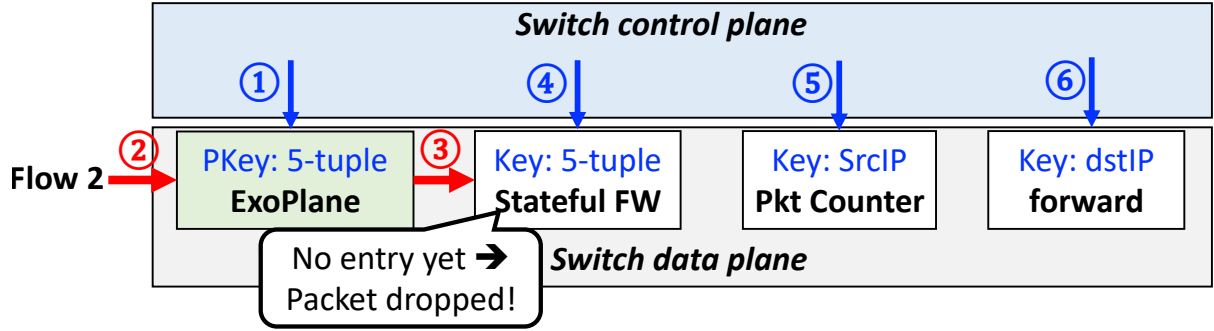 Switch control plane
① ④ ⑤ ⑥
② ③
Flow 2
PKey: 5-tuple
ExoPlane
Key: 5-tuple
Stateful FW
Key: SrcIP
Pkt Counter
Key: dstIP
forward
No entry yet ➔
Packet dropped!
Switch data plane